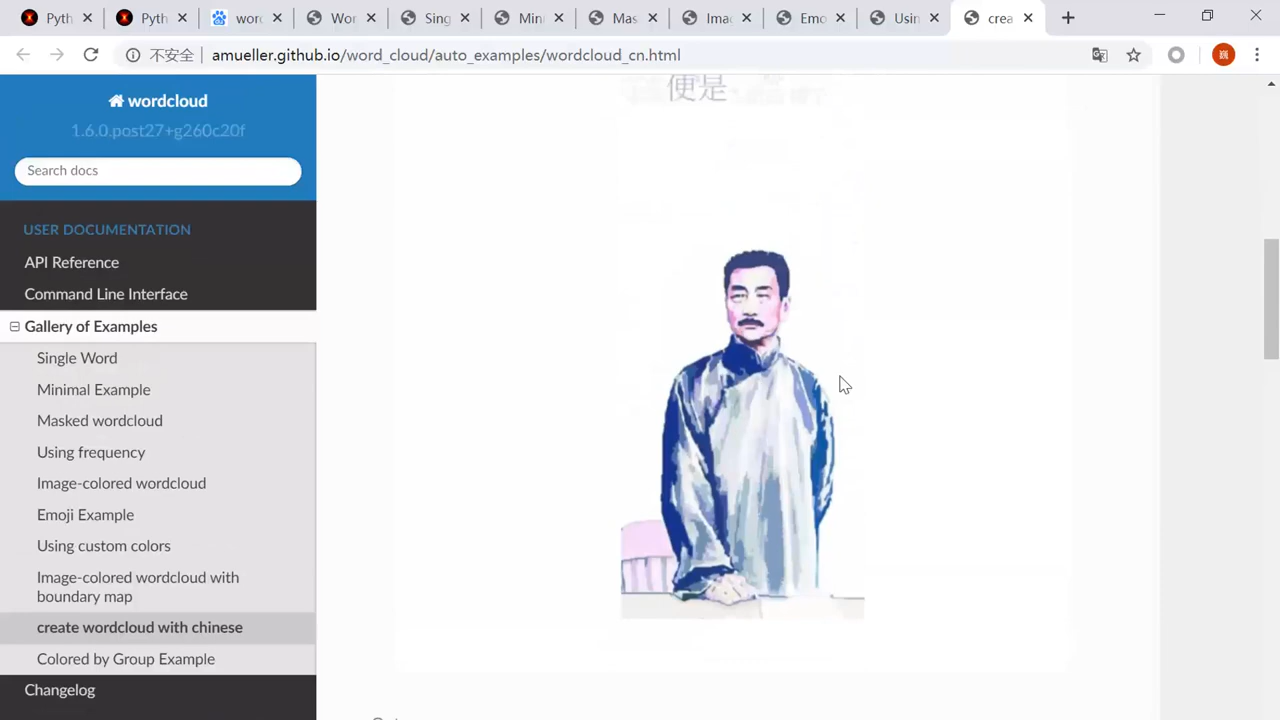 Pyth
Pyth
word
Wor
Sing
Mini
Mas
Ima
Emo
Usin
crea
不安全
amueller.github.io/word_cloud/auto_examples/wordcloud_cn.html
巍
wordcloud
1.6.0.post27+g260c20f
Search docs
USER DOCUMENTATION
API Reference
Command Line Interface
Gallery of Examples
Single Word
Minimal Example
Masked wordcloud
Using frequency
Image-colored wordcloud
Emoji Example
Using custom colors
Image-colored wordcloud with
boundary map
create wordcloud with chinese
Colored by Group Example
Changelog
便是